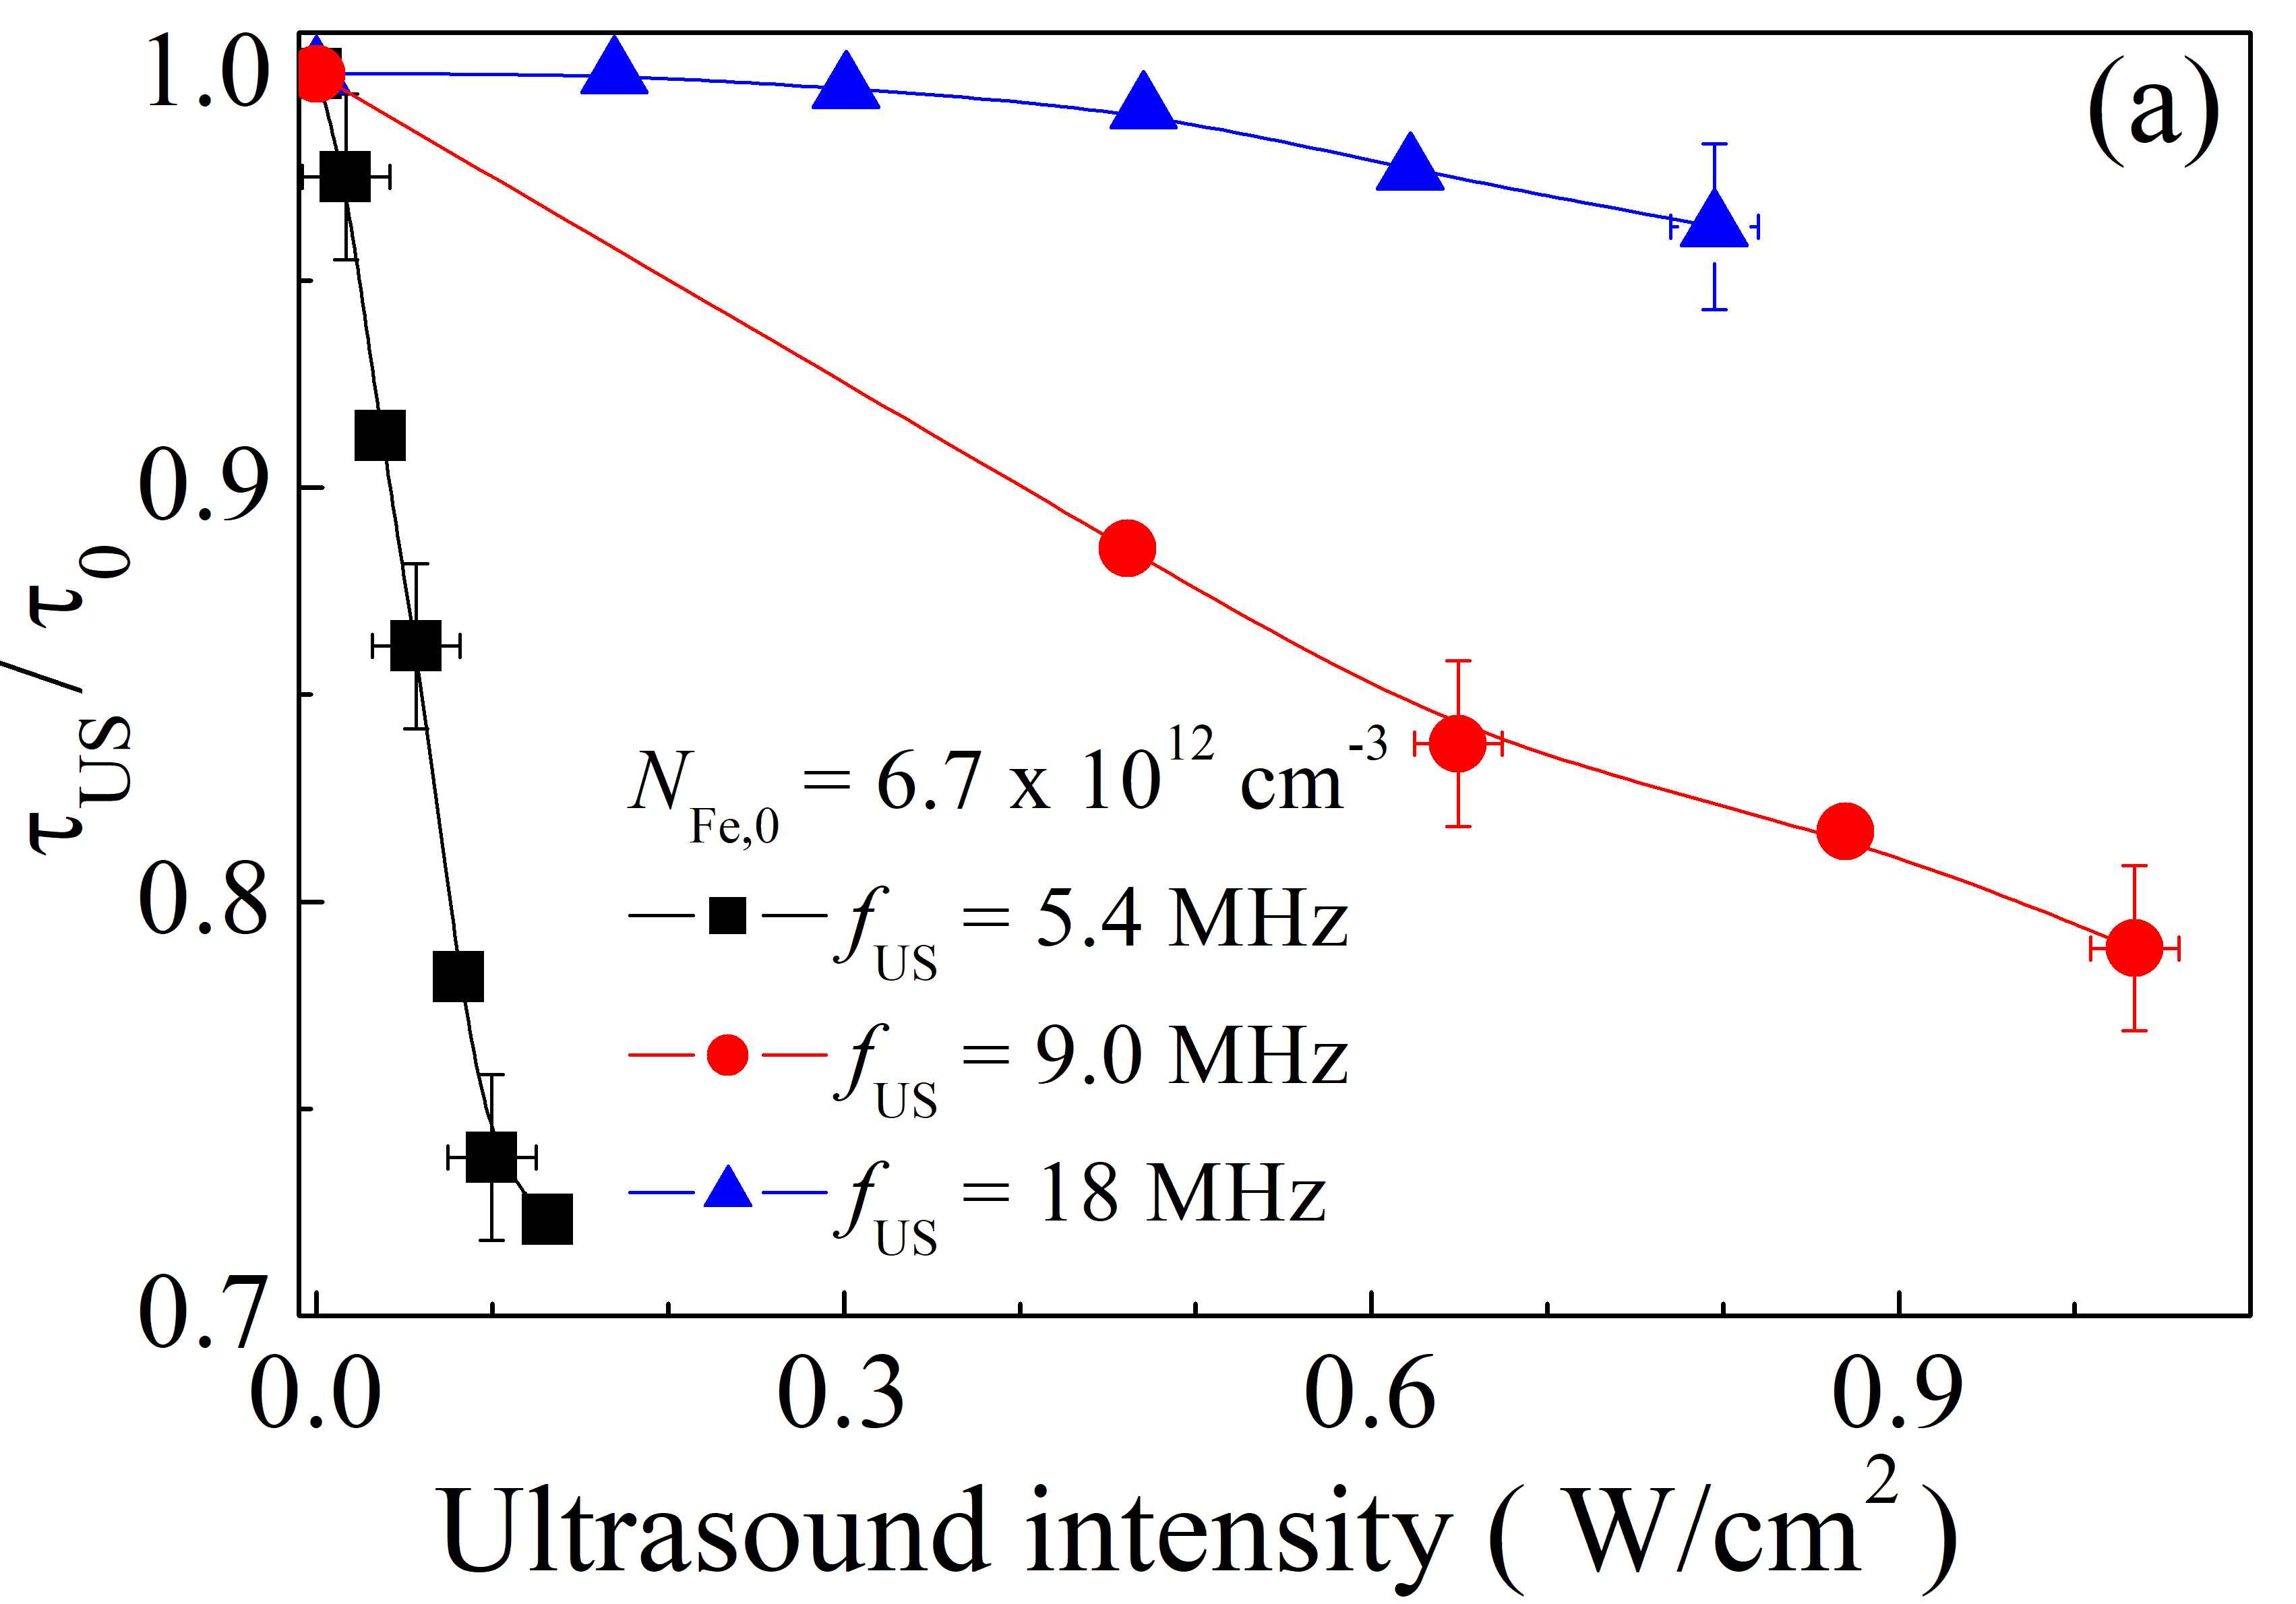 (a)
1.0
0.9
0.8
0.7
τUS / τ0
NFe,0 = 6.7 x 10^12 cm^-3
fUS = 5.4 MHz
fUS = 9.0 MHz
fUS = 18 MHz
0.0 0.3 0.6 0.9
Ultrasound intensity ( W/cm^2 )